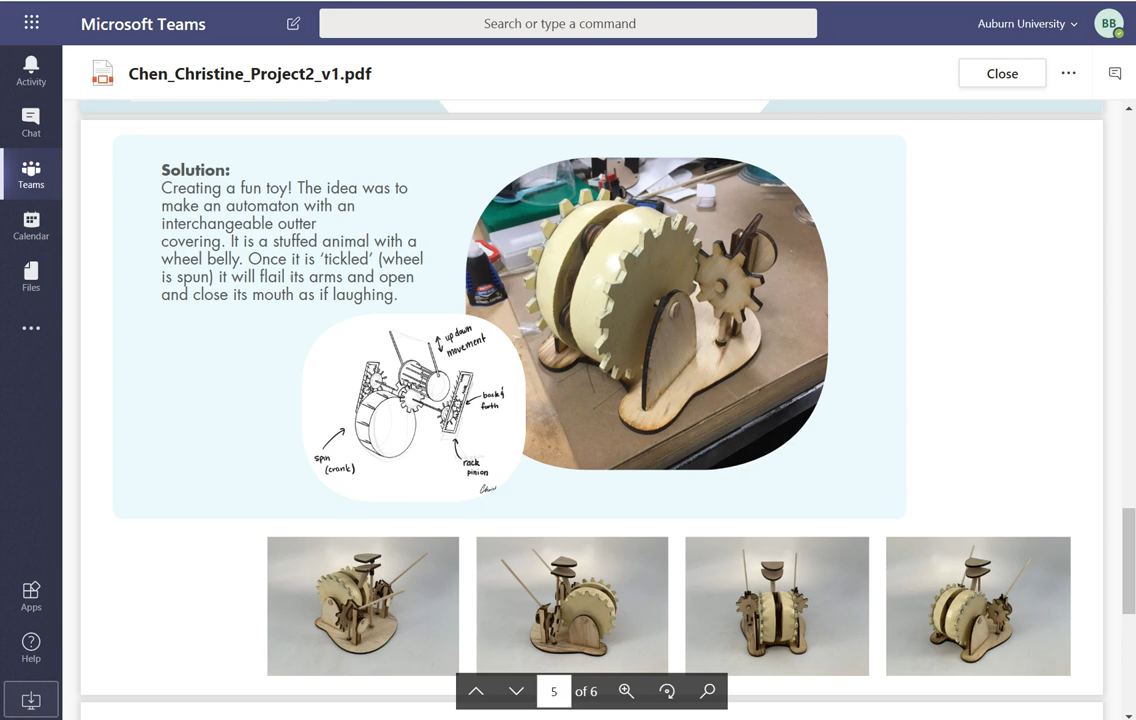 Microsoft Teams
Search or type a command
Auburn University
BB
Activity
Chat
Teams
Calendar
Files
Apps
Help
Chen_Christine_Project2_v1.pdf
Close
Solution:
Creating a fun toy! The idea was to
make an automaton with an
interchangeable outter
covering. It is a stuffed animal with a
wheel belly. Once it is ‘tickled’ (wheel
is spun) it will flail its arms and open
and close its mouth as if laughing.
up down
movement
back &
forth
spin
(crank)
rack
pinion
5 of 6